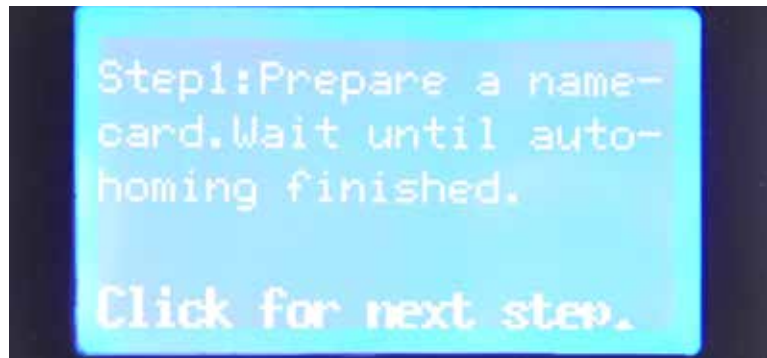 Step1:Prepare a name-
card.Wait until auto-
homing finished.
Click for next step.